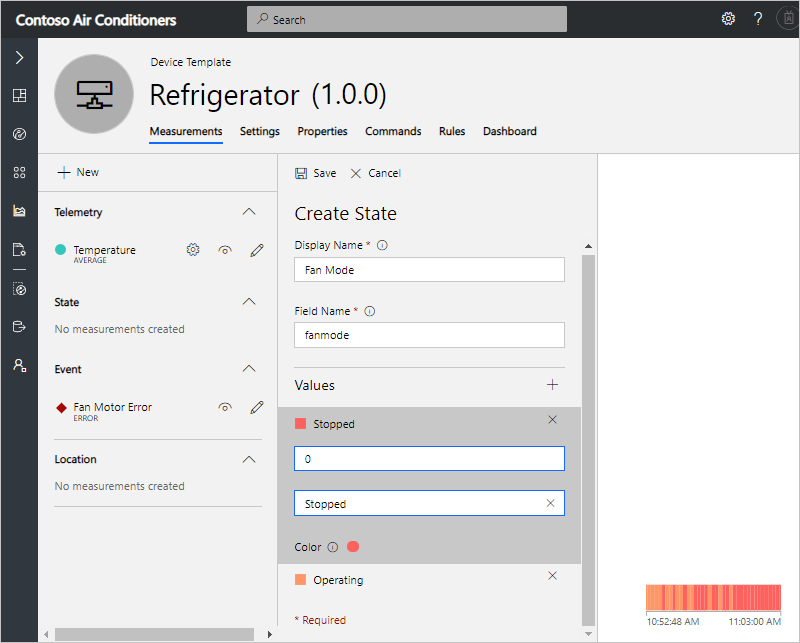 Contoso Air Conditioners
Search
?
Device Template
Refrigerator (1.0.0)
Measurements Settings Properties Commands Rules Dashboard
New
Telemetry
Temperature
AVERAGE
State
No measurements created
Event
Fan Motor Error
ERROR
Location
No measurements created
Save Cancel
Create State
Display Name *
Fan Mode
Field Name *
fanmode
Values
Stopped
0
Stopped
Color
Operating
* Required
10:52:48 AM 11:03:00 AM